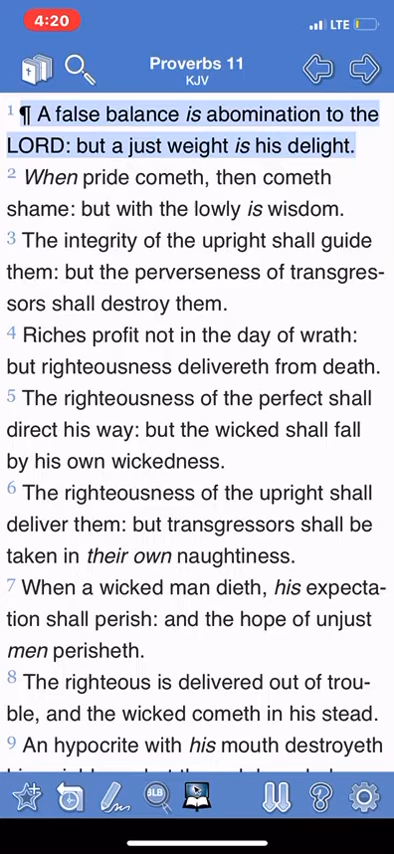 4:20
LTE
Proverbs 11
KJV
1 ¶ A false balance is abomination to the
LORD: but a just weight is his delight.
2 When pride cometh, then cometh
shame: but with the lowly is wisdom.
3 The integrity of the upright shall guide
them: but the perverseness of transgres-
sors shall destroy them.
4 Riches profit not in the day of wrath:
but righteousness delivereth from death.
5 The righteousness of the perfect shall
direct his way: but the wicked shall fall
by his own wickedness.
6 The righteousness of the upright shall
deliver them: but transgressors shall be
taken in their own naughtiness.
7 When a wicked man dieth, his expecta-
tion shall perish: and the hope of unjust
men perisheth.
8 The righteous is delivered out of trou-
ble, and the wicked cometh in his stead.
9 An hypocrite with his mouth destroyeth
BLB